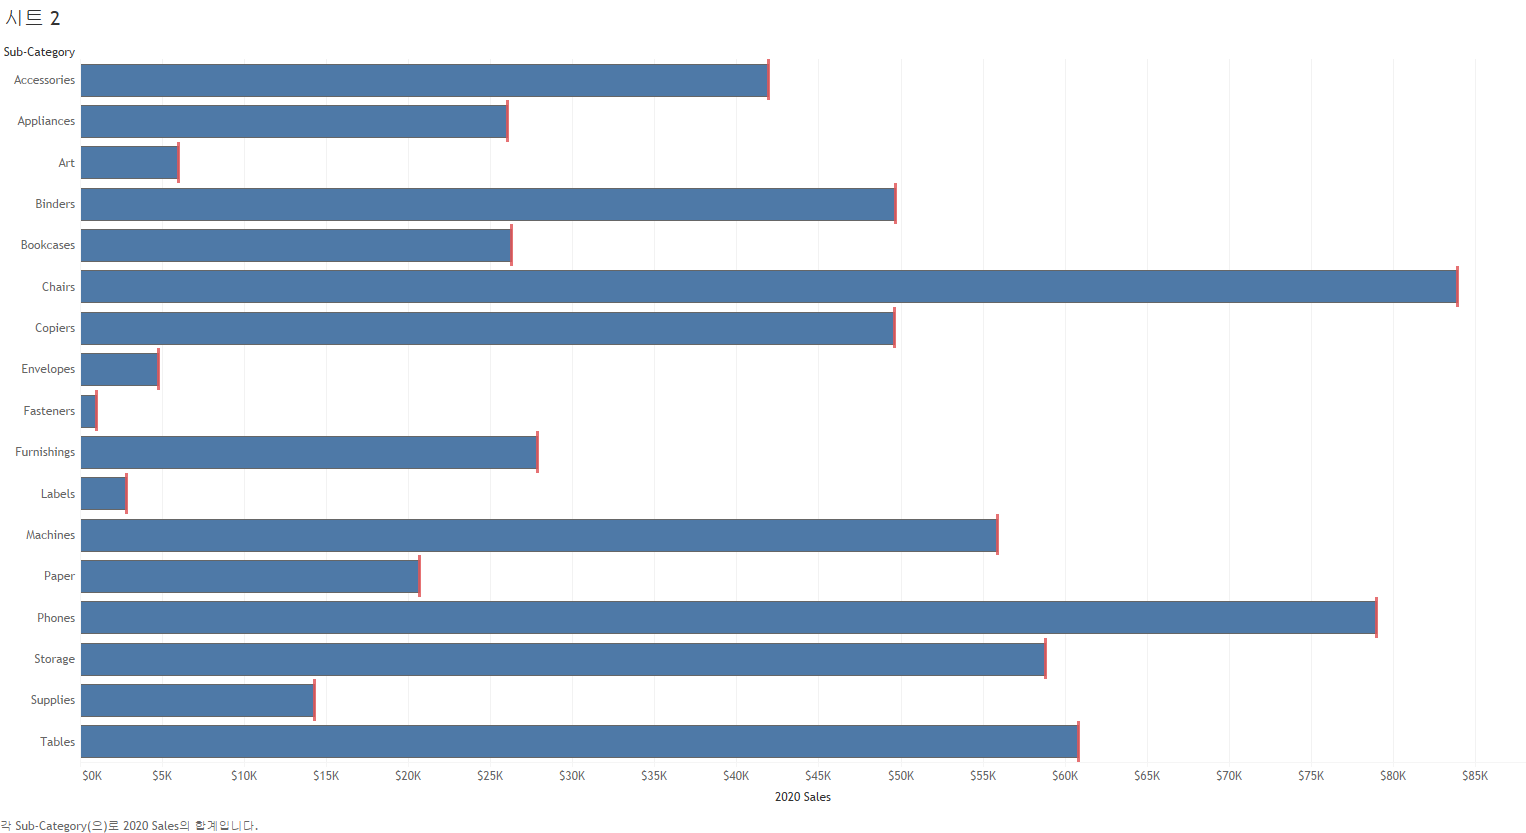 시트 2
Sub-Category
Accessories
Appliances
Art
Binders
Bookcases
Chairs
Copiers
Envelopes
Fasteners
Furnishings
Labels
Machines
Paper
Phones
Storage
Supplies
Tables
$0K $5K $10K $15K $20K $25K $30K $35K $40K $45K $50K $55K $60K $65K $70K $75K $80K $85K
2020 Sales
각 Sub-Category(으)로 2020 Sales의 합계입니다.